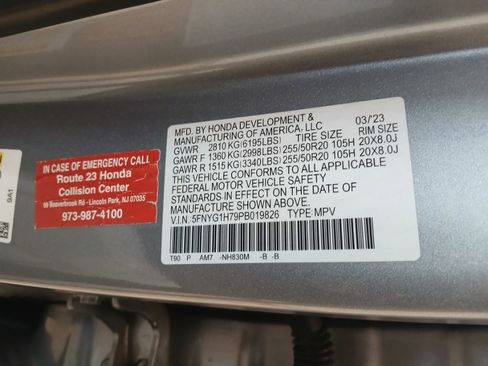 MFD. BY HONDA DEVELOPMENT & 03/23
MANUFACTURING OF AMERICA, LLC
GVWR 2810 KG(6195LBS) TIRE SIZE RIM SIZE
GAWR F 1360 KG(2998LBS)255/50R20 105H 20X8.0J
GAWR R 1515 KG(3340LBS)255/50R20 105H 20X8.0J
THIS VEHICLE CONFORMS TO ALL APPLICABLE
FEDERAL MOTOR VEHICLE SAFETY
STANDARDS IN EFFECT ON THE DATE OF
MANUFACTURE SHOWN ABOVE.
V.I.N. 5FNYG1H79PB019826 TYPE:MPV
T90 P AM7 -NH830M -B -B
IN CASE OF EMERGENCY CALL
Route 23 Honda
Collision Center
99 Beaverbrook Rd - Lincoln Park, NJ 07035
973-987-4100
9A1